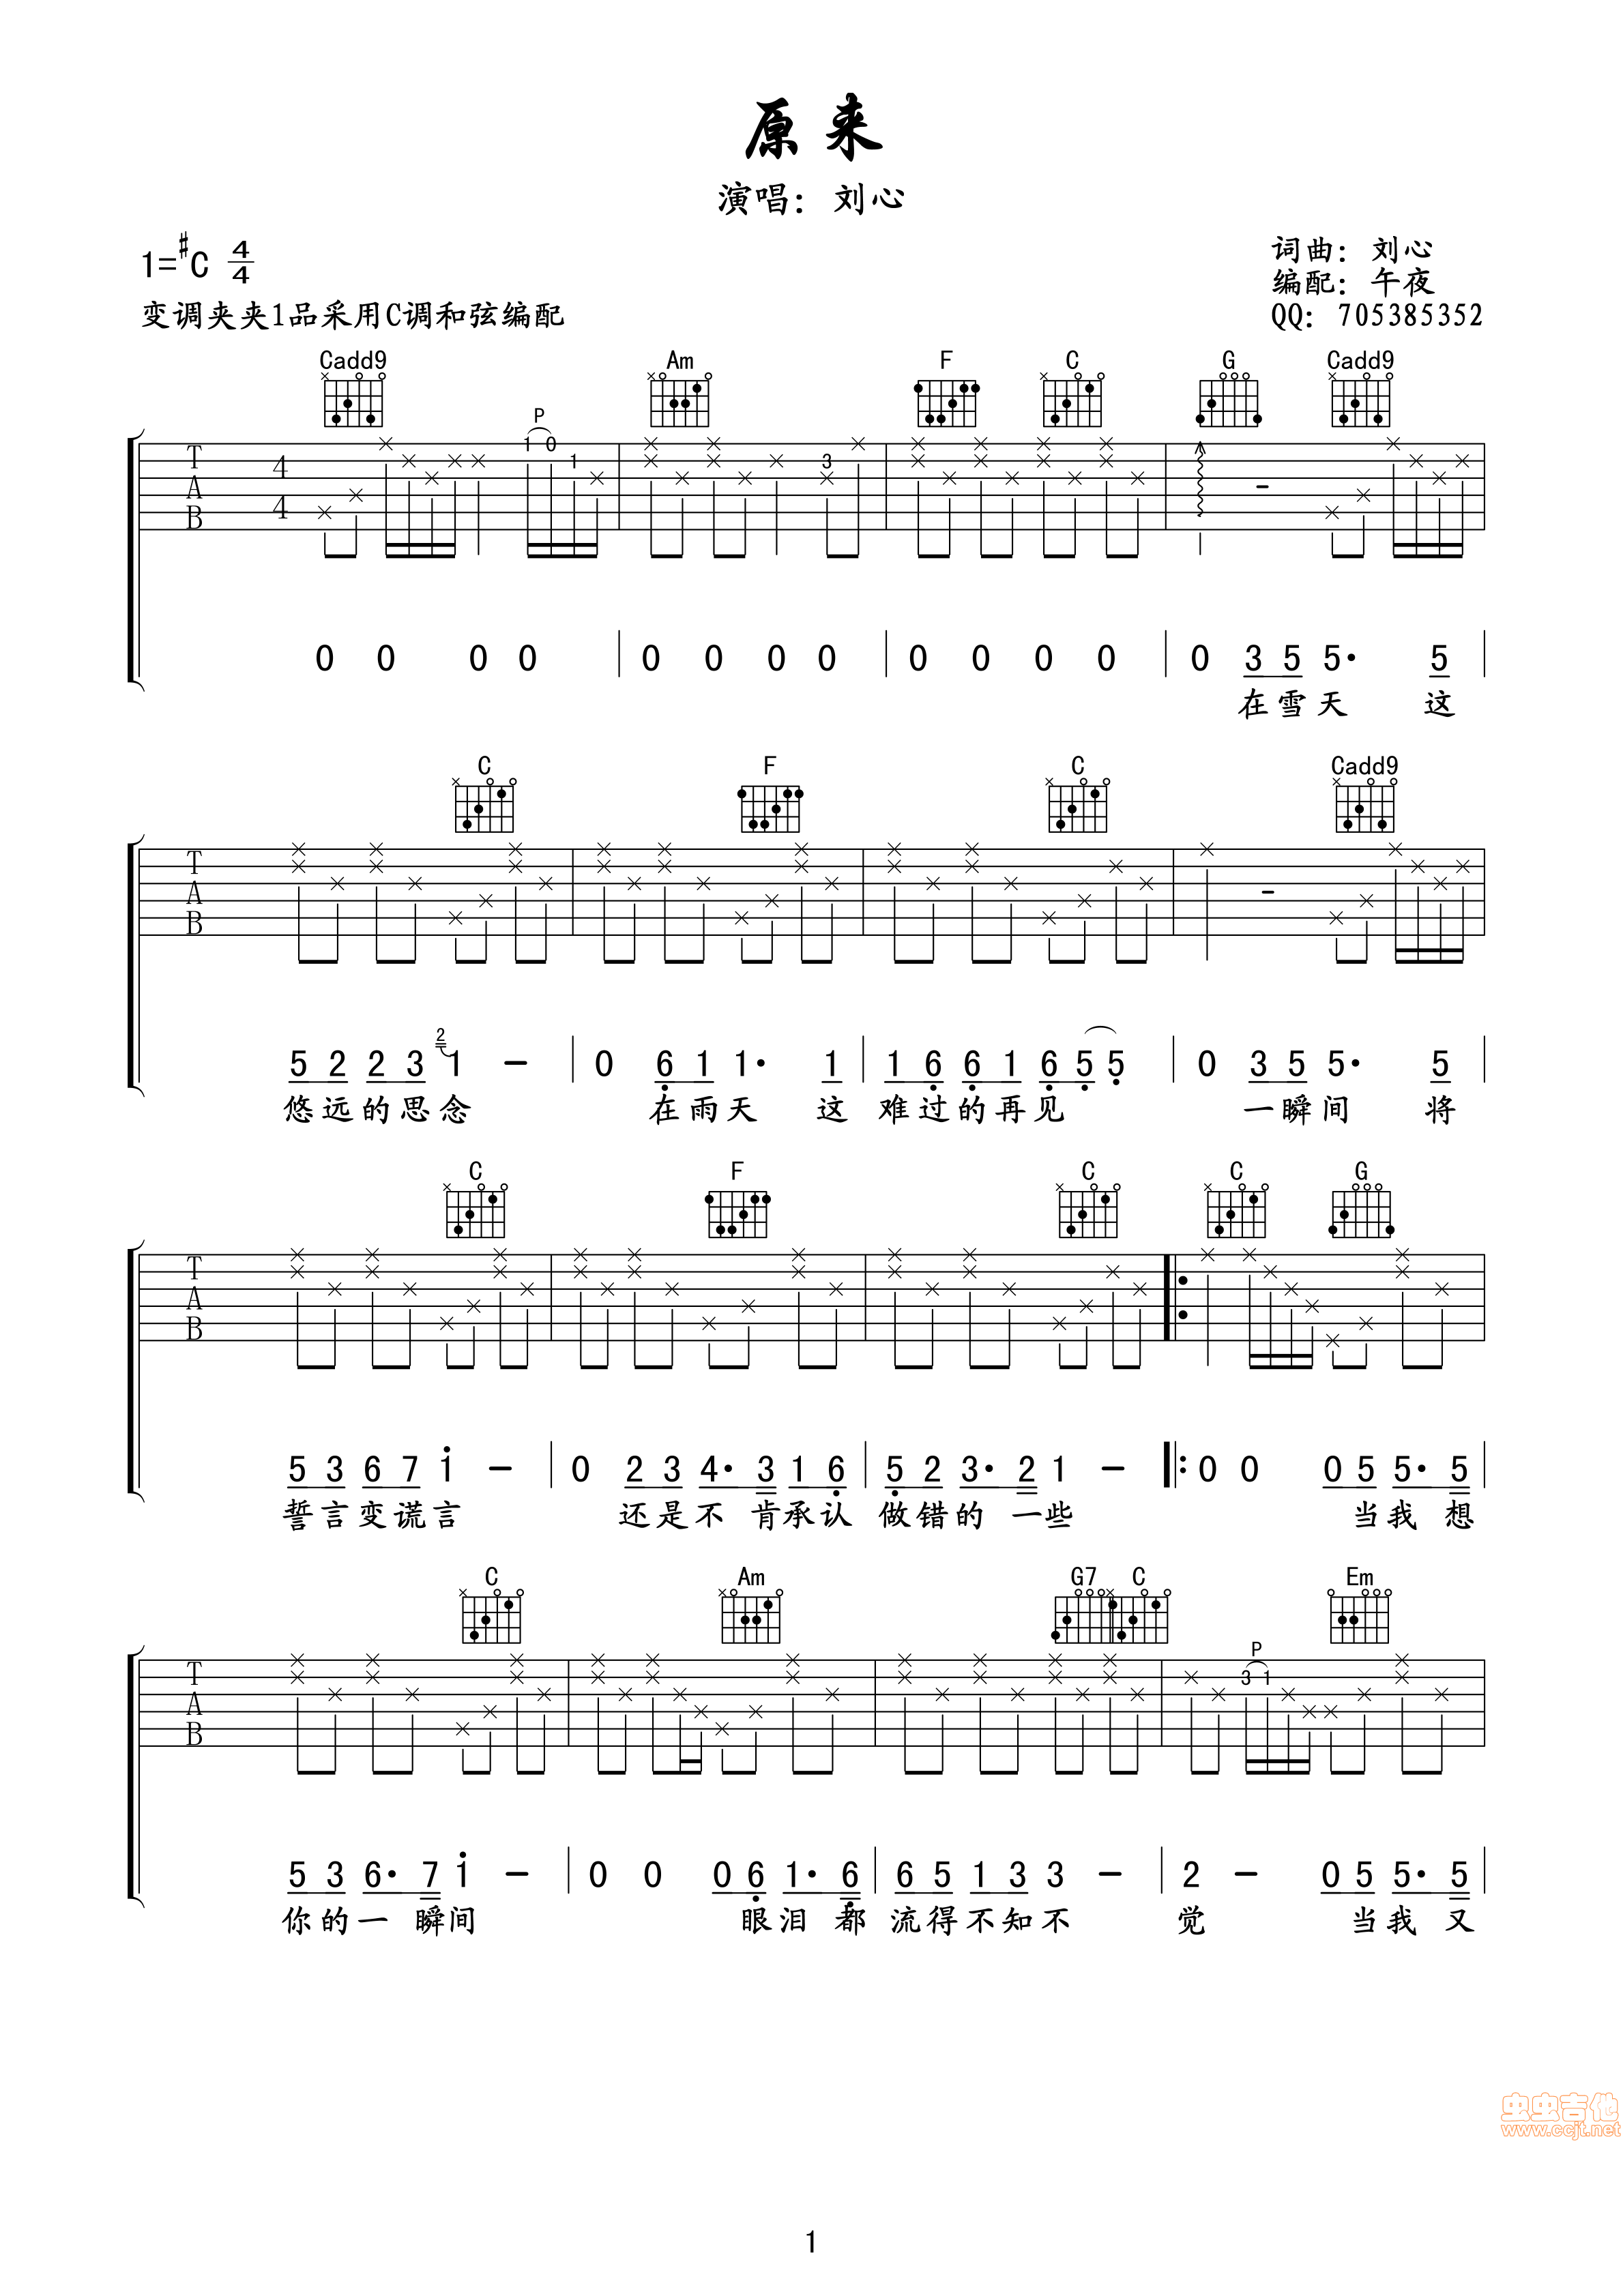 原来
演唱：刘心
1=#C 4/4
词曲：刘心
编配：午夜
变调夹夹1品采用C调和弦编配
QQ：705385352
Cadd9 Am F C G Cadd9
P
T A B 4 4 1 0 1 3
0 0 0 0 0 0 0 0 0 0 0 0 0 3 5 5· 5
在雪天 这
C F C Cadd9
T A B
5 2 2 3 2 1 - 0 6 1 1· 1 1 6 6 1 6 5 5 0 3 5 5· 5
悠远的思念 在雨天 这 难过的再见 一瞬间 将
C F C C G
T A B
5 3 6 7 1 - 0 2 3 4· 3 1 6 5 2 3· 2 1 - 0 0 0 5 5· 5
誓言变谎言 还是不 肯承认 做错的 一些 当我 想
C Am G7 C Em
P
T A B 3 1
5 3 6· 7 1 - 0 0 0 6 1· 6 6 5 1 3 3 - 2 - 0 5 5· 5
你的一 瞬间 眼泪 都 流得不知不 觉 当我 又
虫虫吉他
www.ccjt.net
1